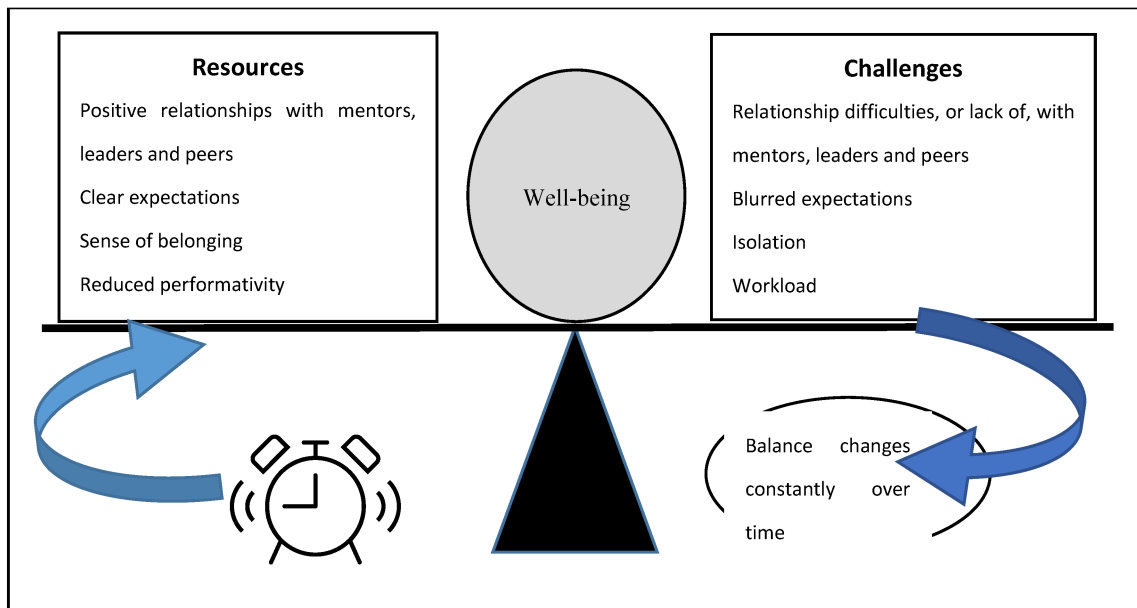 Resources
Positive relationships with mentors,
leaders and peers
Clear expectations
Sense of belonging
Reduced performativity
Well-being
Challenges
Relationship difficulties, or lack of, with
mentors, leaders and peers
Blurred expectations
Isolation
Workload
Balance changes
constantly over
time